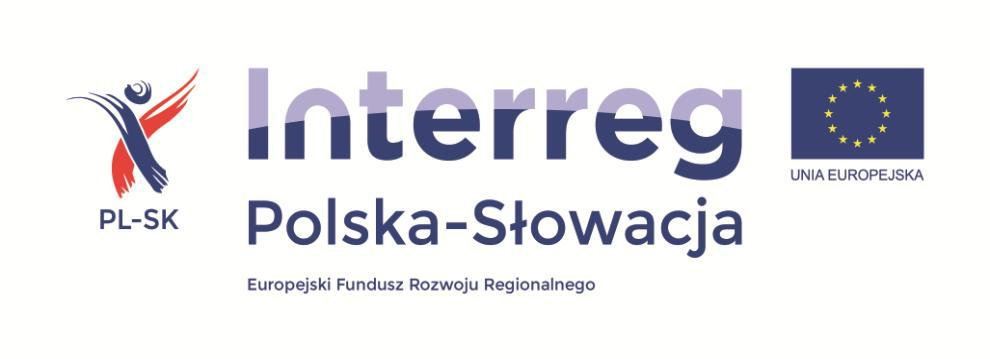 PL-SK
Interreg
Polska-Słowacja
Europejski Fundusz Rozwoju Regionalnego
UNIA EUROPEJSKA